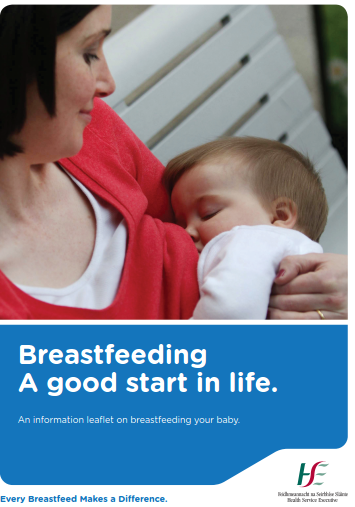 Breastfeeding
A good start in life.
An information leaflet on breastfeeding your baby.
Every Breastfeed Makes a Difference.
Feidhmeannacht na Seirbhíse Sláinte
Health Service Executive